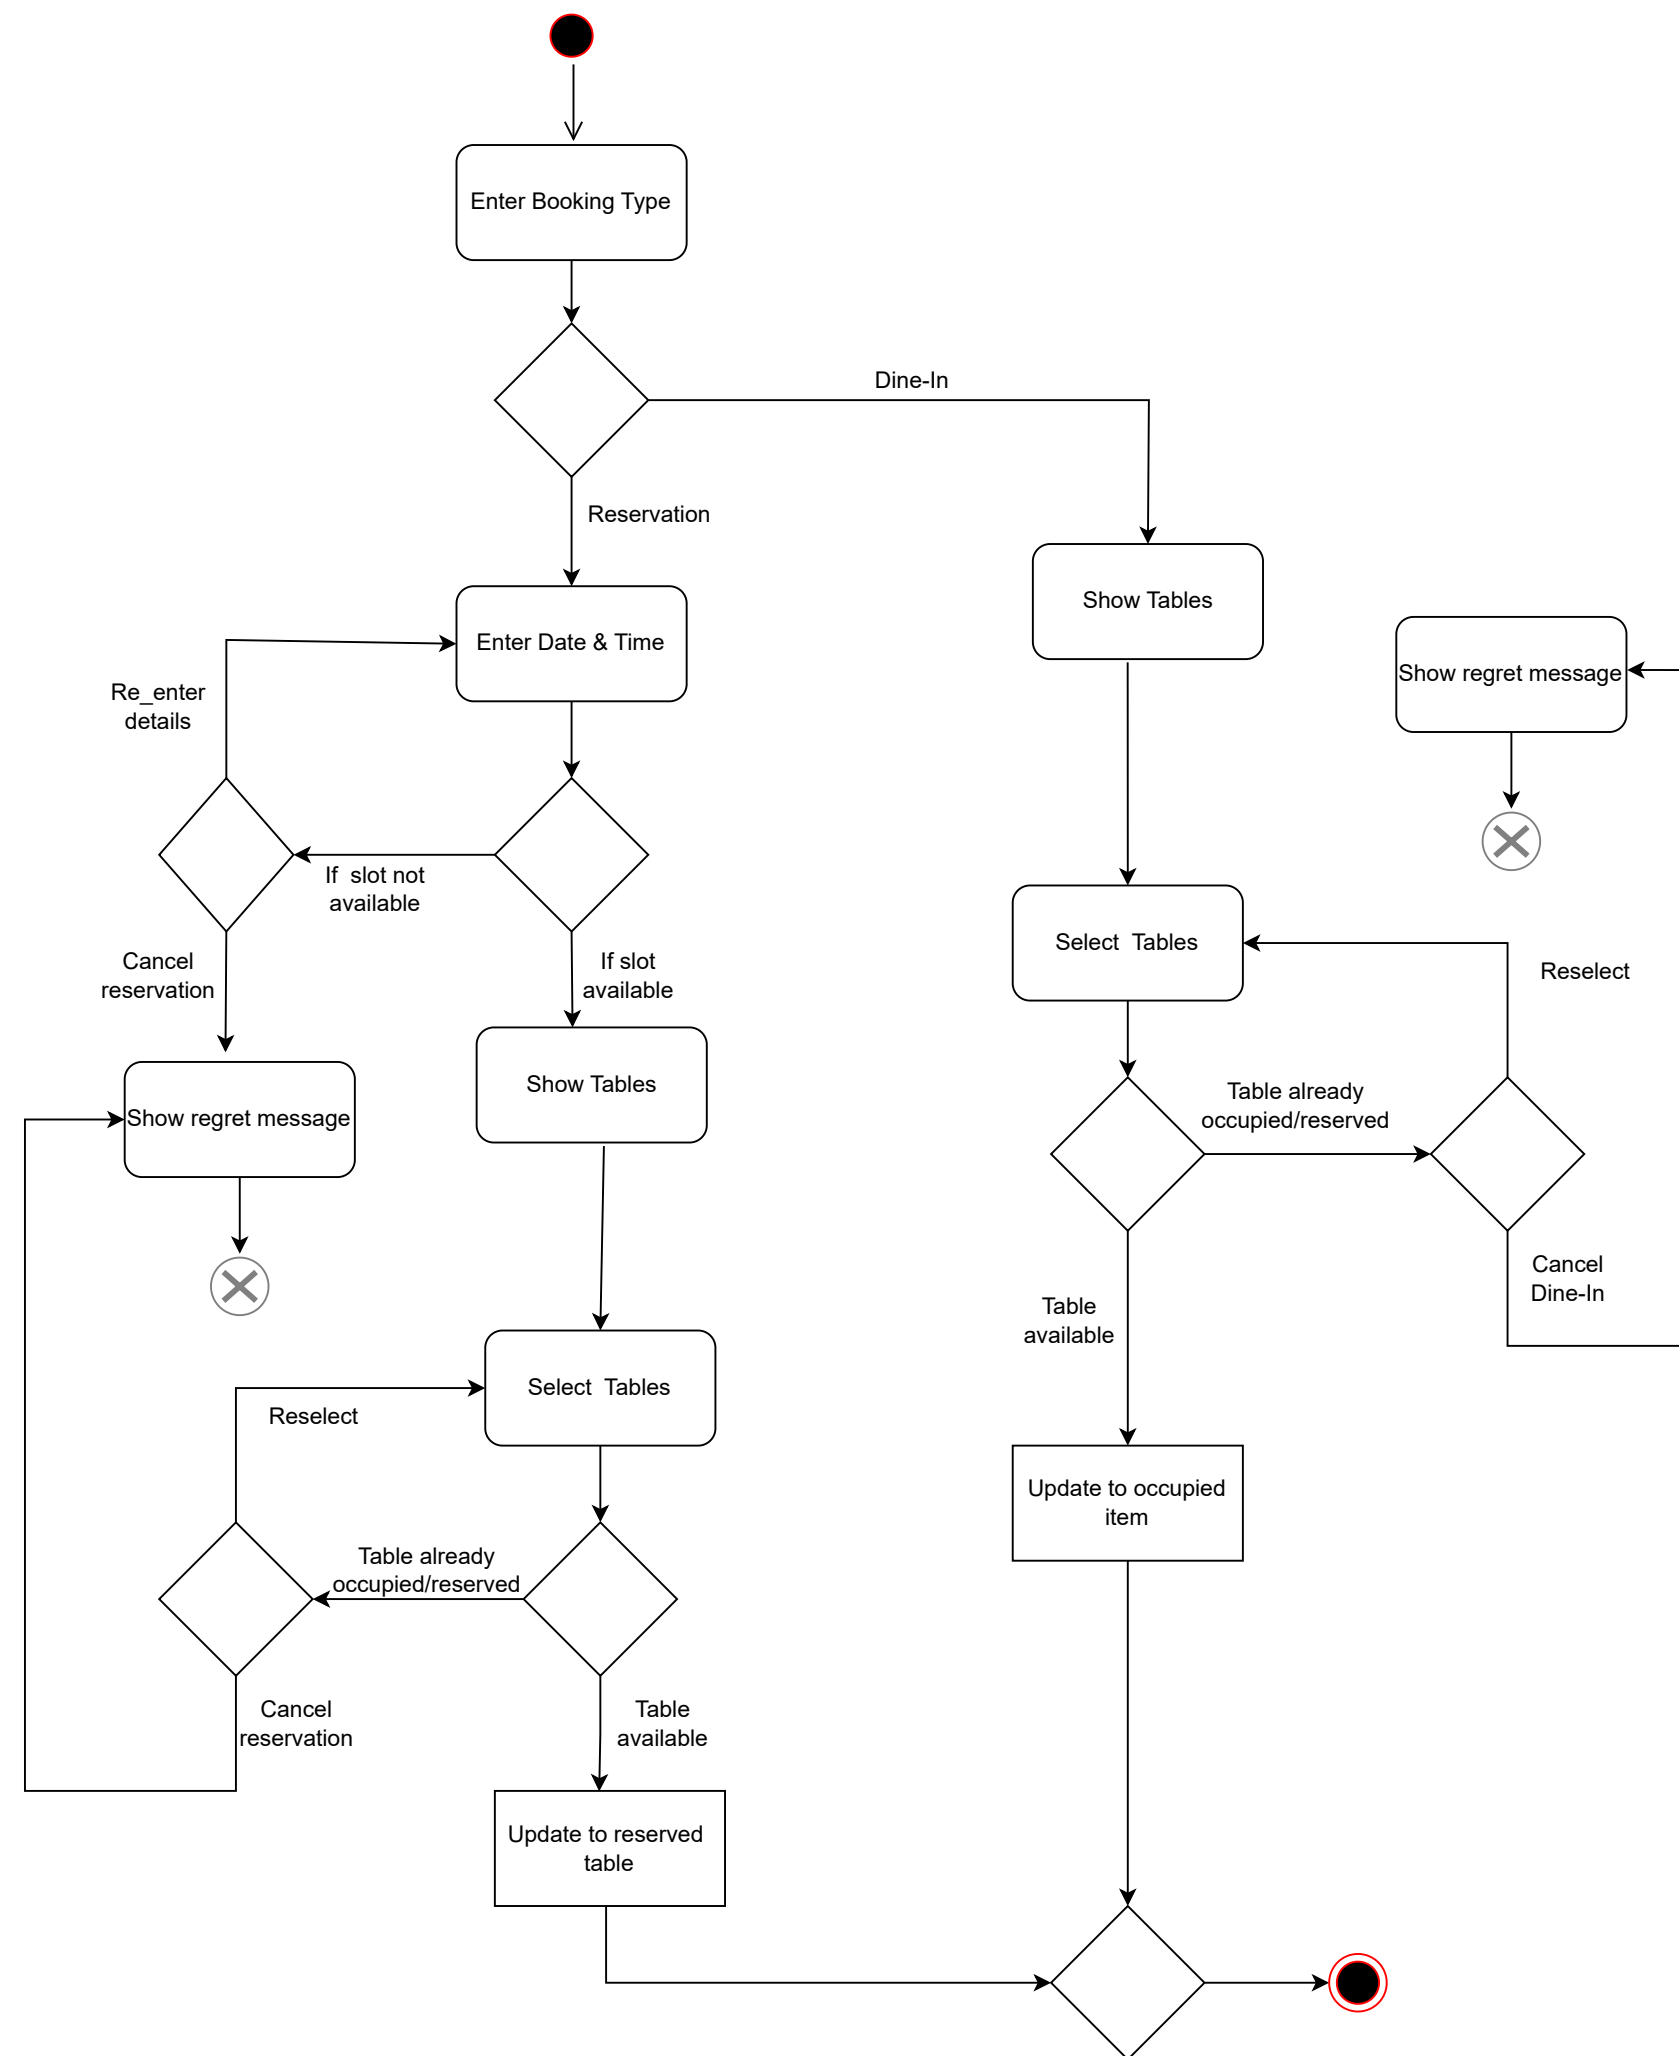 Enter Booking Type
Dine-In
Reservation
Show Tables
Enter Date & Time
Show regret message
Re_enter
details
If  slot not
available
Cancel
reservation
If slot
available
Select  Tables
Reselect
Show Tables
Table already
occupied/reserved
Show regret message
Cancel
Dine-In
Table
available
Select  Tables
Reselect
Update to occupied
item
Table already
occupied/reserved
Cancel
reservation
Table
available
Update to reserved
table